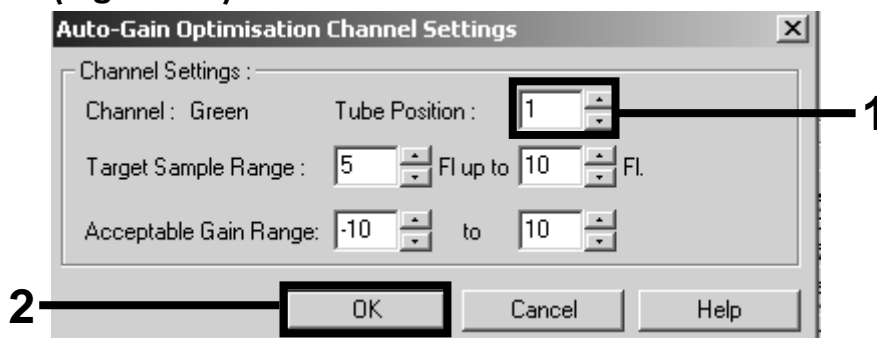 Auto-Gain Optimisation Channel Settings
Channel Settings :
Channel : Green Tube Position : 1 1
Target Sample Range : 5 Fl up to 10 Fl.
Acceptable Gain Range: -10 to 10
2 OK Cancel Help